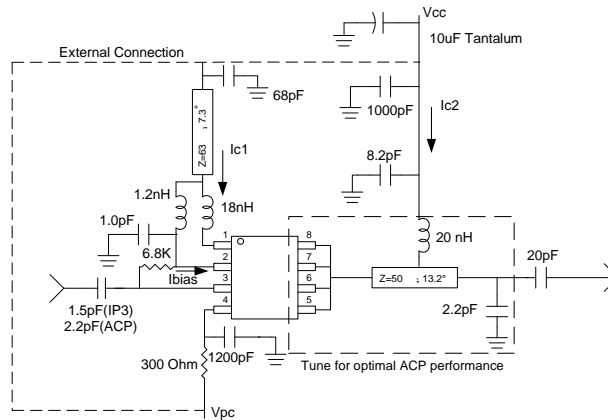 Vcc
10uF Tantalum
External Connection
68pF
1000pF
Ic2
Z=63 , 7.3°
Ic1
8.2pF
1.2nH
18nH
1.0pF
20 nH
20pF
6.8K
Ibias
1
2
3
4
8
7
6
5
Z=50 , 13.2°
1.5pF(IP3)
2.2pF(ACP)
2.2pF
300 Ohm
1200pF
Tune for optimal ACP performance
Vpc